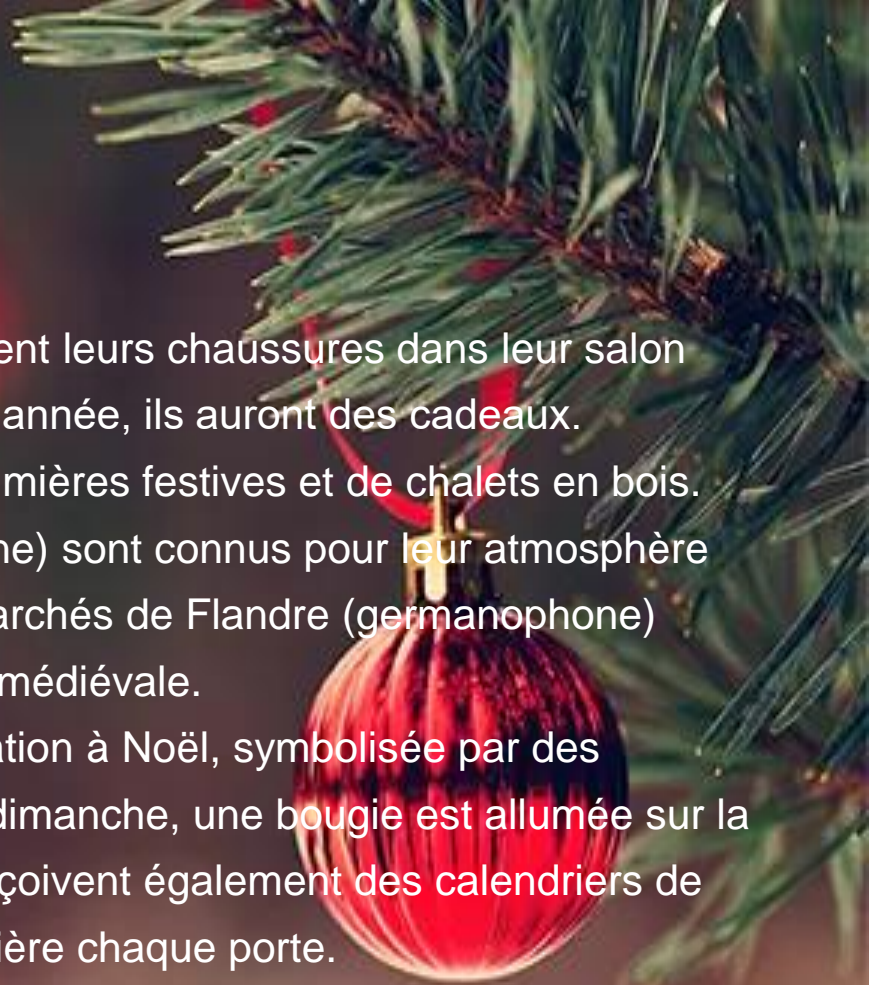 ent leurs chaussures dans leur salon
année, ils auront des cadeaux.
mières festives et de chalets en bois.
ne) sont connus pour leur atmosphère
archés de Flandre (germanophone)
médiévale.
ation à Noël, symbolisée par des
dimanche, une bougie est allumée sur la
çoivent également des calendriers de
ière chaque porte.